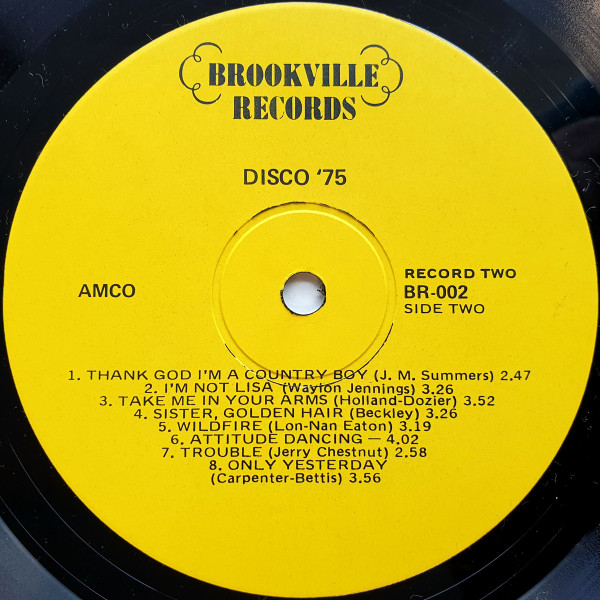 BROOKVILLE
RECORDS
DISCO '75
AMCO
RECORD TWO
BR-002
SIDE TWO
1. THANK GOD I'M A COUNTRY BOY (J. M. Summers) 2.47
2. I'M NOT LISA (Waylon Jennings) 3.26
3. TAKE ME IN YOUR ARMS (Holland-Dozier) 3.52
4. SISTER, GOLDEN HAIR (Beckley) 3.26
5. WILDFIRE (Lon-Nan Eaton) 3.19
6. ATTITUDE DANCING — 4.02
7. TROUBLE (Jerry Chestnut) 2.58
8. ONLY YESTERDAY
(Carpenter-Bettis) 3.56